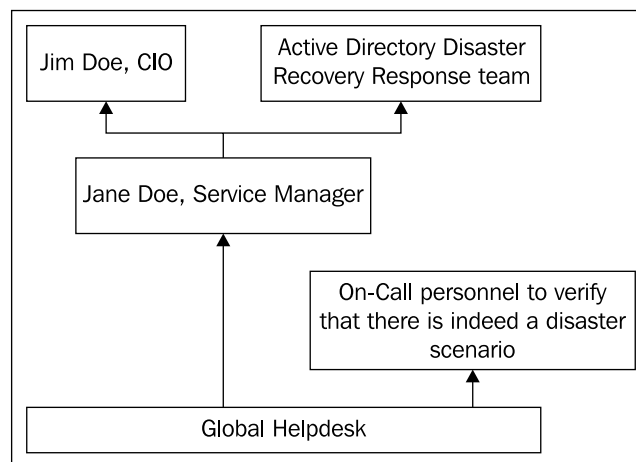 Jim Doe, CIO
Active Directory Disaster
Recovery Response team
Jane Doe, Service Manager
On-Call personnel to verify
that there is indeed a disaster
scenario
Global Helpdesk